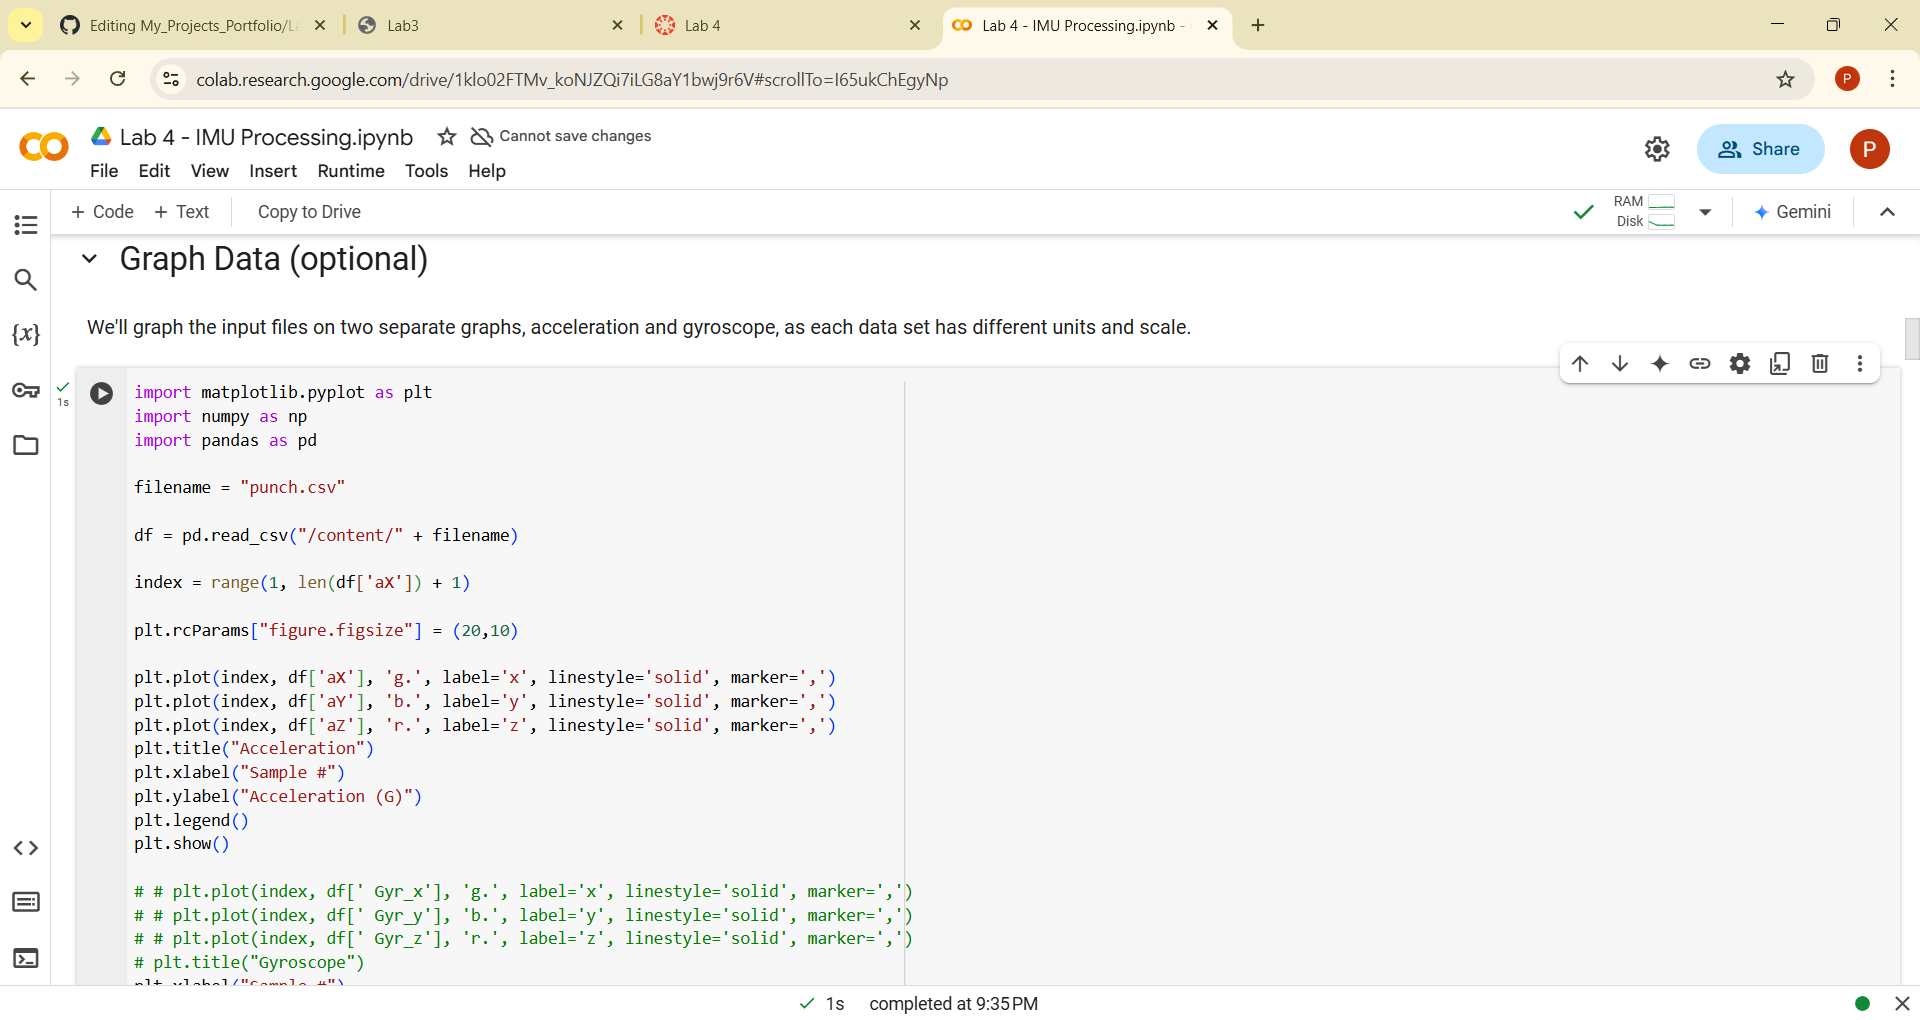 Editing My_Projects_Portfolio/La
Lab3
Lab 4
Lab 4 - IMU Processing.ipynb -
colab.research.google.com/drive/1klo02FTMv_koNJZQi7iLG8aY1bwj9r6V#scrollTo=I65ukChEgyNp
P
Lab 4 - IMU Processing.ipynb
Cannot save changes
Share
P
File Edit View Insert Runtime Tools Help
+ Code + Text Copy to Drive
RAM
Disk
Gemini
Graph Data (optional)
We'll graph the input files on two separate graphs, acceleration and gyroscope, as each data set has different units and scale.
1s
import matplotlib.pyplot as plt
import numpy as np
import pandas as pd
filename = "punch.csv"
df = pd.read_csv("/content/" + filename)
index = range(1, len(df['aX']) + 1)
plt.rcParams["figure.figsize"] = (20,10)
plt.plot(index, df['aX'], 'g.', label='x', linestyle='solid', marker=',')
plt.plot(index, df['aY'], 'b.', label='y', linestyle='solid', marker=',')
plt.plot(index, df['aZ'], 'r.', label='z', linestyle='solid', marker=',')
plt.title("Acceleration")
plt.xlabel("Sample #")
plt.ylabel("Acceleration (G)")
plt.legend()
plt.show()
# # plt.plot(index, df[' Gyr_x'], 'g.', label='x', linestyle='solid', marker=',')
# # plt.plot(index, df[' Gyr_y'], 'b.', label='y', linestyle='solid', marker=',')
# # plt.plot(index, df[' Gyr_z'], 'r.', label='z', linestyle='solid', marker=',')
# plt.title("Gyroscope")
plt.xlabel("Sample #")
1s completed at 9:35 PM